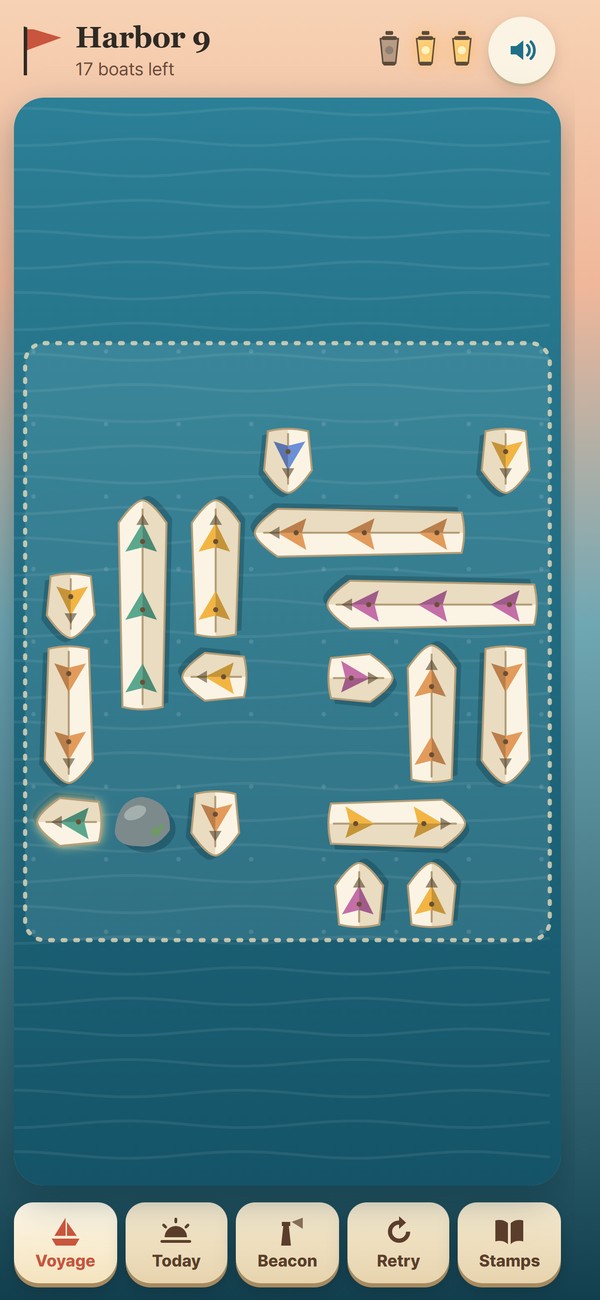 Harbor 9
17 boats left
Voyage
Today
Beacon
Retry
Stamps